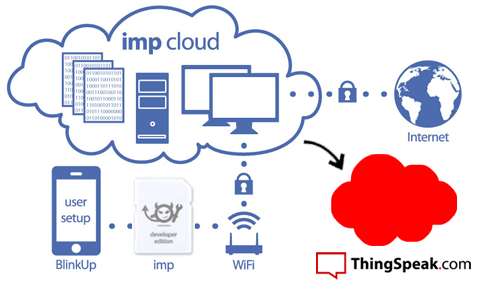 imp cloud
Internet
user
setup
developer
edition
BlinkUp
imp
WiFi
ThingSpeak.com